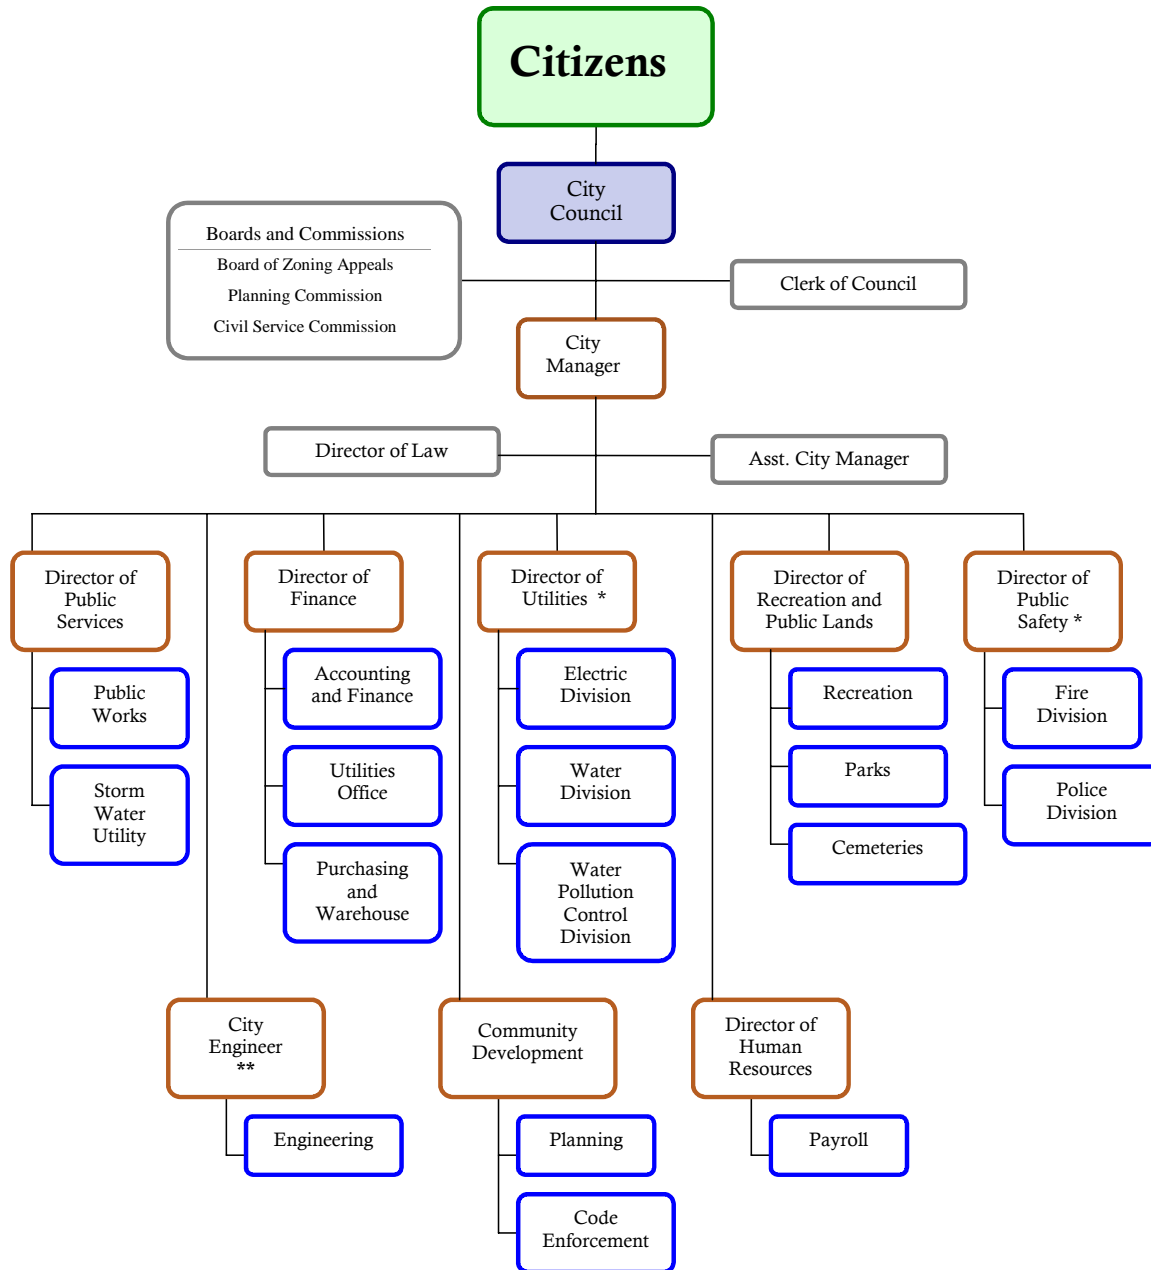 Citizens
City
Council
Boards and Commissions
Board of Zoning Appeals
Planning Commission
Civil Service Commission
Clerk of Council
City
Manager
Director of Law
Asst. City Manager
Director of
Public
Services
Director of
Finance
Director of
Utilities *
Director of
Recreation and
Public Lands
Director of
Public
Safety *
Public
Works
Storm
Water
Utility
Accounting
and Finance
Utilities
Office
Purchasing
and
Warehouse
Electric
Division
Water
Division
Water
Pollution
Control
Division
Recreation
Parks
Cemeteries
Fire
Division
Police
Division
City
Engineer
**
Community
Development
Director of
Human
Resources
Engineering
Planning
Code
Enforcement
Payroll